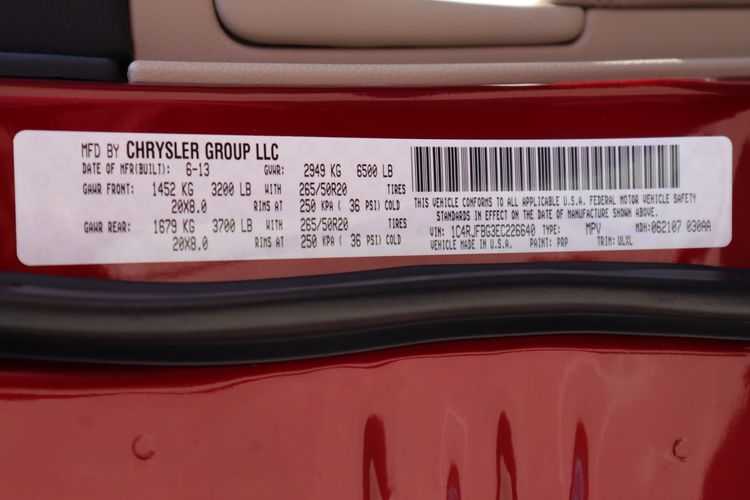 MFD BY CHRYSLER GROUP LLC
DATE OF MFR(BUILT): 6-13 GVWR: 2949 KG 6500 LB
GAWR FRONT: 1452 KG 3200 LB WITH 265/50R20 TIRES
20X8.0 RIMS AT 250 KPA ( 36 PSI) COLD
GAWR REAR: 1679 KG 3700 LB WITH 265/50R20 TIRES
20X8.0 RIMS AT 250 KPA ( 36 PSI) COLD
THIS VEHICLE CONFORMS TO ALL APPLICABLE U.S.A. FEDERAL MOTOR VEHICLE SAFETY
STANDARDS IN EFFECT ON THE DATE OF MANUFACTURE SHOWN ABOVE.
VIN: 1C4RJFBG3EC226640 TYPE: MPV MDH: 062107 030AA
VEHICLE MADE IN U.S.A. PAINT: PRP TRIM: ULXL